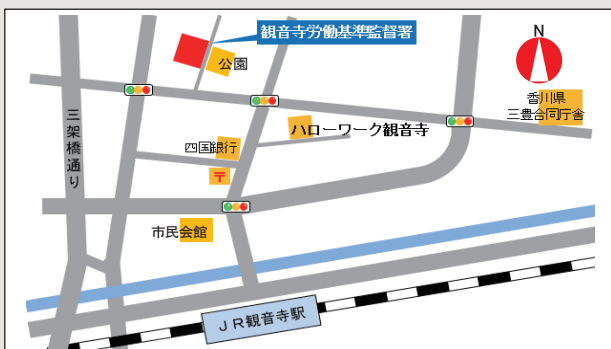 観音寺労働基準監督署
公園
N
香川県
三豊合同庁舎
三架橋通り
ハローワーク観音寺
四国銀行
〒
市民会館
JR観音寺駅